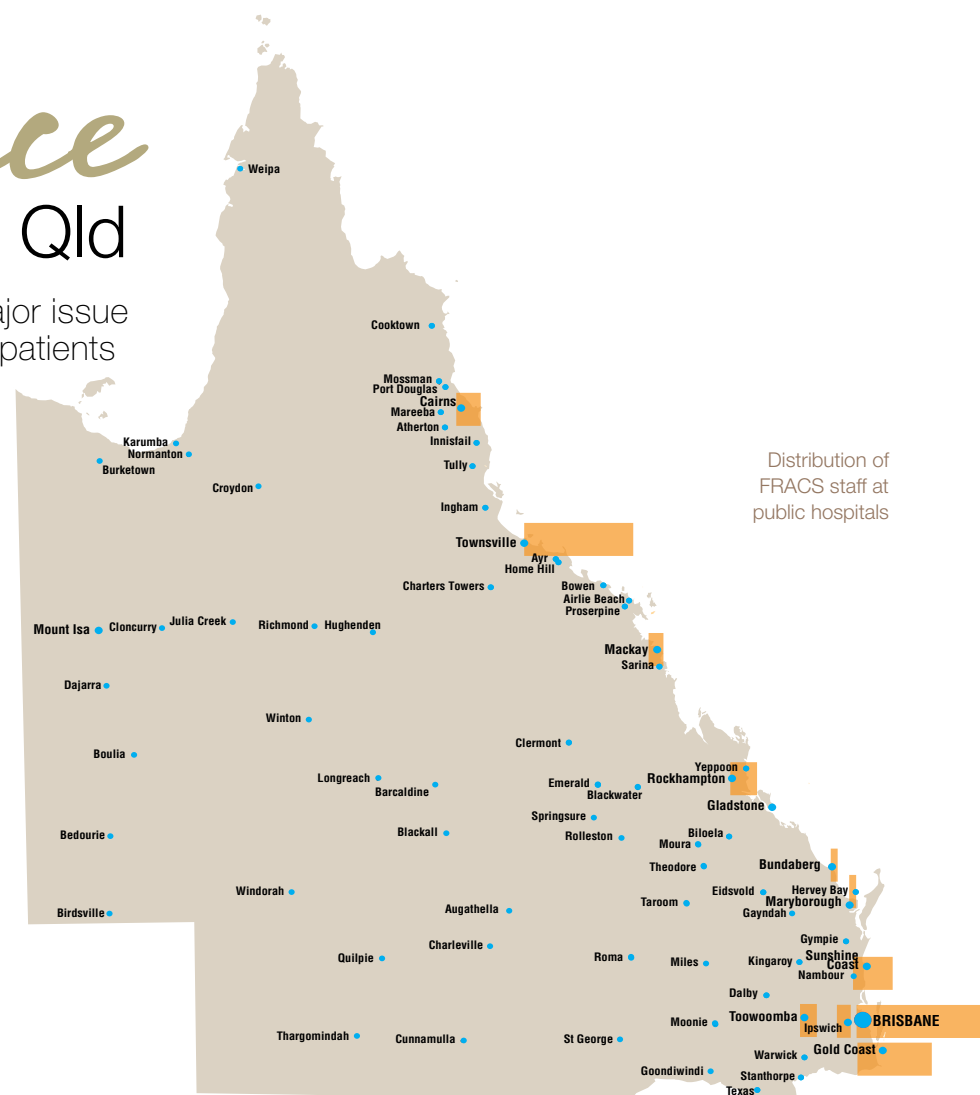 ce
Qld
ajor issue
patients
Distribution of
FRACS staff at
public hospitals
Weipa
Cooktown
Mossman
Port Douglas
Cairns
Mareeba
Atherton
Innisfail
Tully
Karumba
Normanton
Burketown
Croydon
Ingham
Townsville
Ayr
Home Hill
Charters Towers
Bowen
Airlie Beach
Proserpine
Mount Isa
Cloncurry
Julia Creek
Richmond
Hughenden
Mackay
Sarina
Dajarra
Winton
Clermont
Boulia
Longreach
Barcaldine
Emerald
Blackwater
Yeppoon
Rockhampton
Gladstone
Springsure
Rolleston
Bedourie
Blackall
Biloela
Moura
Theodore
Bundaberg
Windorah
Eidsvold
Hervey Bay
Maryborough
Taroom
Gayndah
Birdsville
Augathella
Charleville
Gympie
Sunshine
Coast
Quilpie
Roma
Miles
Kingaroy
Nambour
Dalby
Toowoomba
Ipswich
BRISBANE
Moonie
Thargomindah
Cunnamulla
St George
Warwick
Gold Coast
Goondiwindi
Stanthorpe
Texas